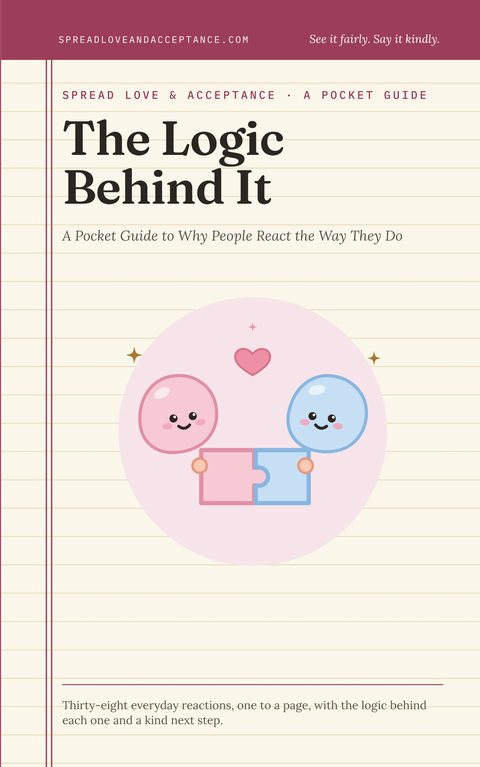 SPREADLOVEANDACCEPTANCE.COM
See it fairly. Say it kindly.
SPREAD LOVE & ACCEPTANCE · A POCKET GUIDE
The Logic
Behind It
A Pocket Guide to Why People React the Way They Do
Thirty-eight everyday reactions, one to a page, with the logic behind
each one and a kind next step.